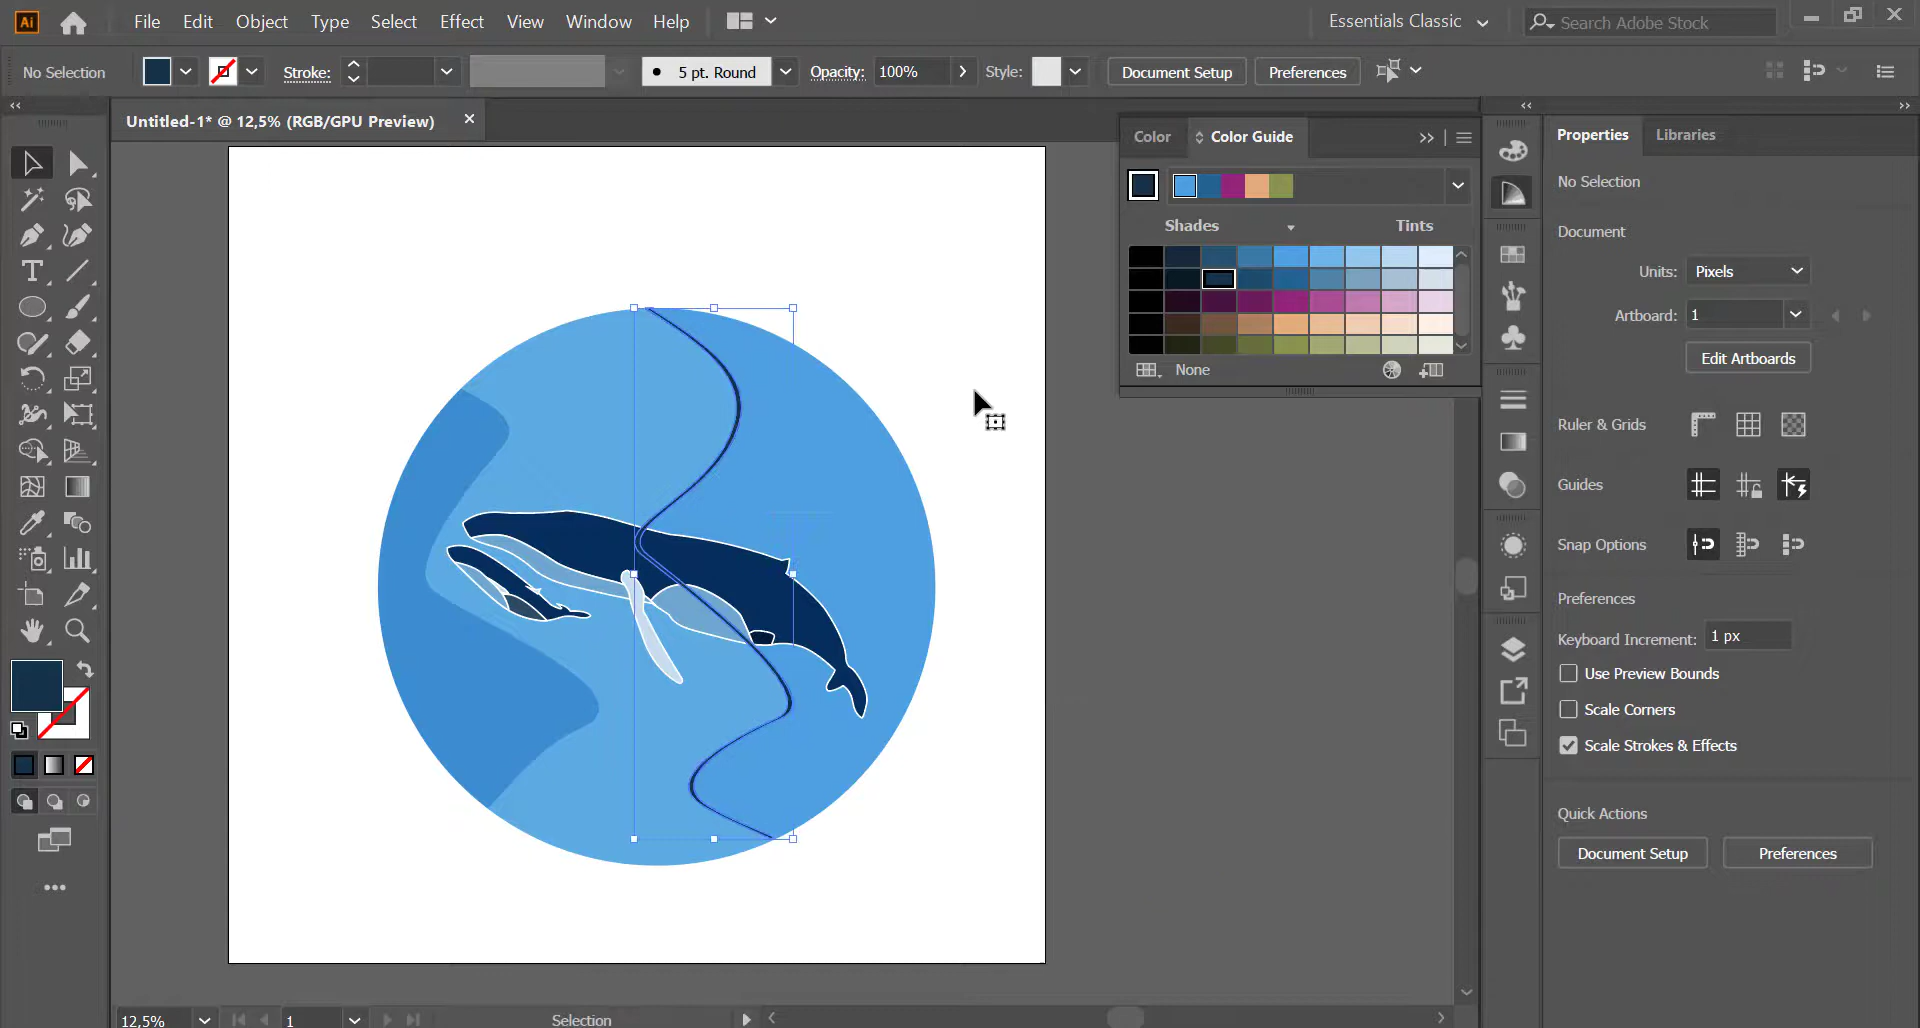 Ai File Edit Object Type Select Effect View Window Help Essentials Classic Search Adobe Stock
No Selection Stroke: 5 pt. Round Opacity: 100% Style: Document Setup Preferences
Untitled-1* @ 12,5% (RGB/GPU Preview)
Color Color Guide
Shades Tints
None
Properties Libraries
No Selection
Document
Units: Pixels
Artboard: 1
Edit Artboards
Ruler & Grids
Guides
Snap Options
Preferences
Keyboard Increment: 1 px
Use Preview Bounds
Scale Corners
Scale Strokes & Effects
Quick Actions
Document Setup Preferences
12,5% 1 Selection